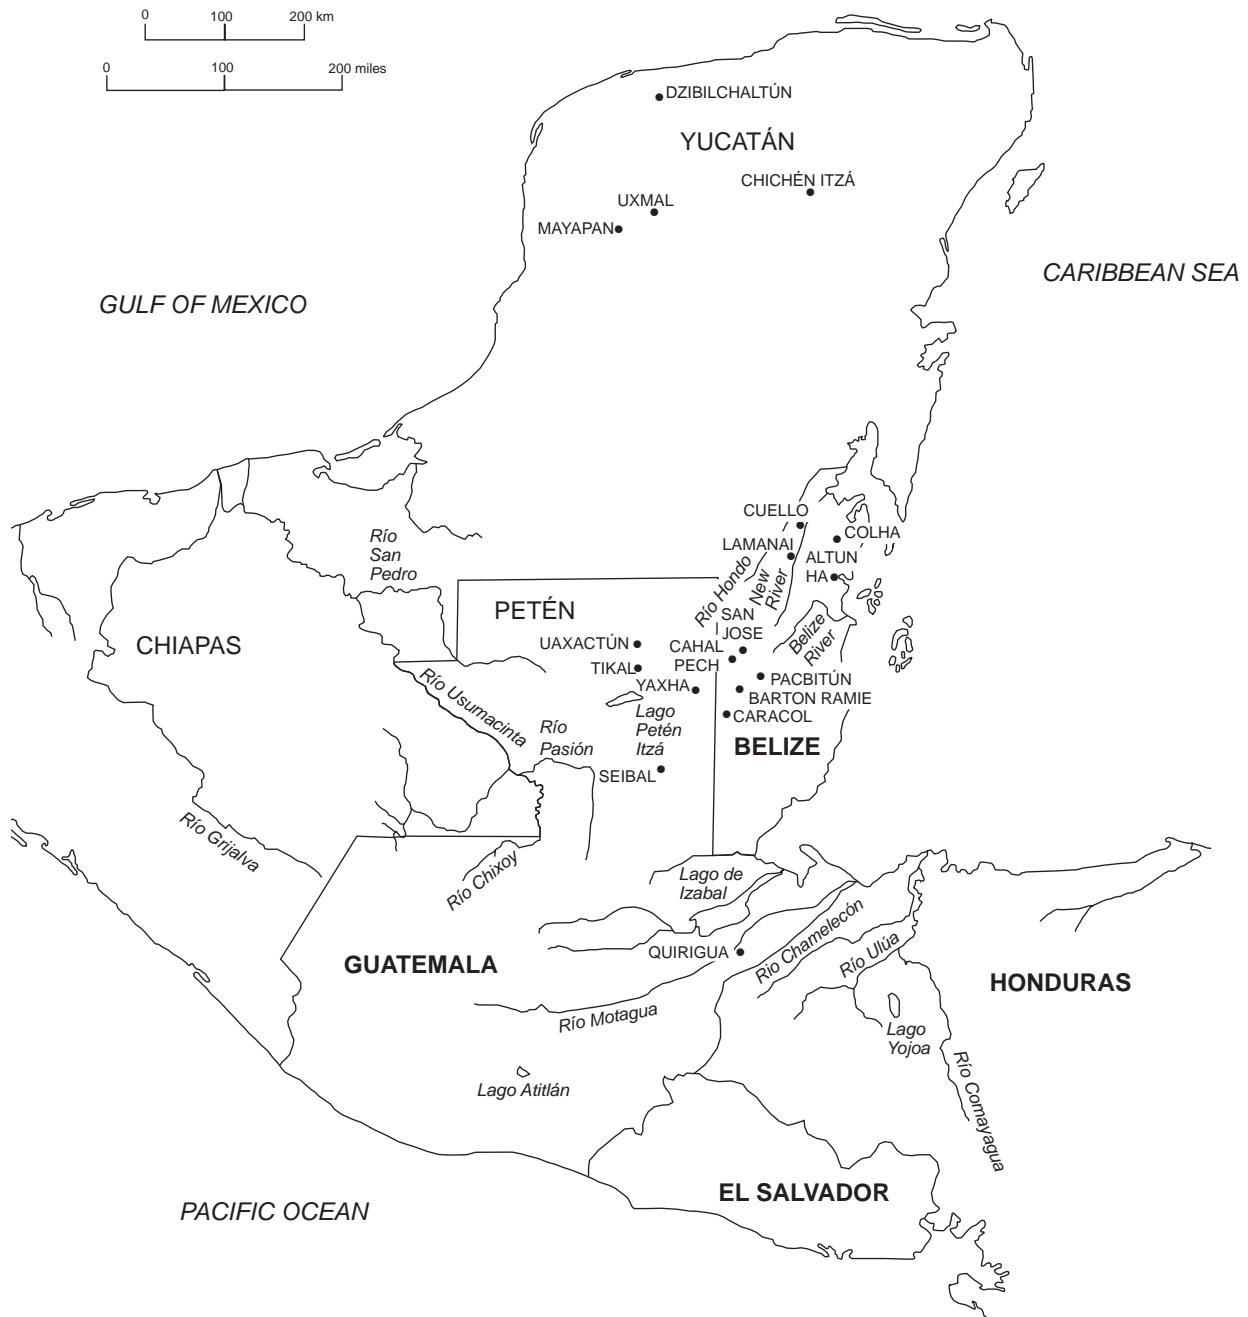 0 100 200 km
0 100 200 miles
DZIBILCHALTÚN
YUCATÁN
CHICHÉN ITZÁ
UXMAL
MAYAPAN
CARIBBEAN SEA
GULF OF MEXICO
CUELLO
COLHA
LAMANAI
ALTUN
HA
Río
San
Pedro
Río Hondo
New
River
PETÉN
SAN
JOSE
Belize
River
CHIAPAS
UAXACTÚN
CAHAL
PECH
TIKAL
PACBITÚN
YAXHA
BARTON RAMIE
Río Usumacinta
Lago
Petén
Itzá
CARACOL
Río
Pasión
BELIZE
SEIBAL
Río Grijalva
Río Chixoy
Lago de
Izabal
QUIRIGUA
Rio Chamelecón
Río Ulúa
GUATEMALA
HONDURAS
Río Motagua
Lago
Yojoa
Lago Atitlán
Río Comayagua
EL SALVADOR
PACIFIC OCEAN